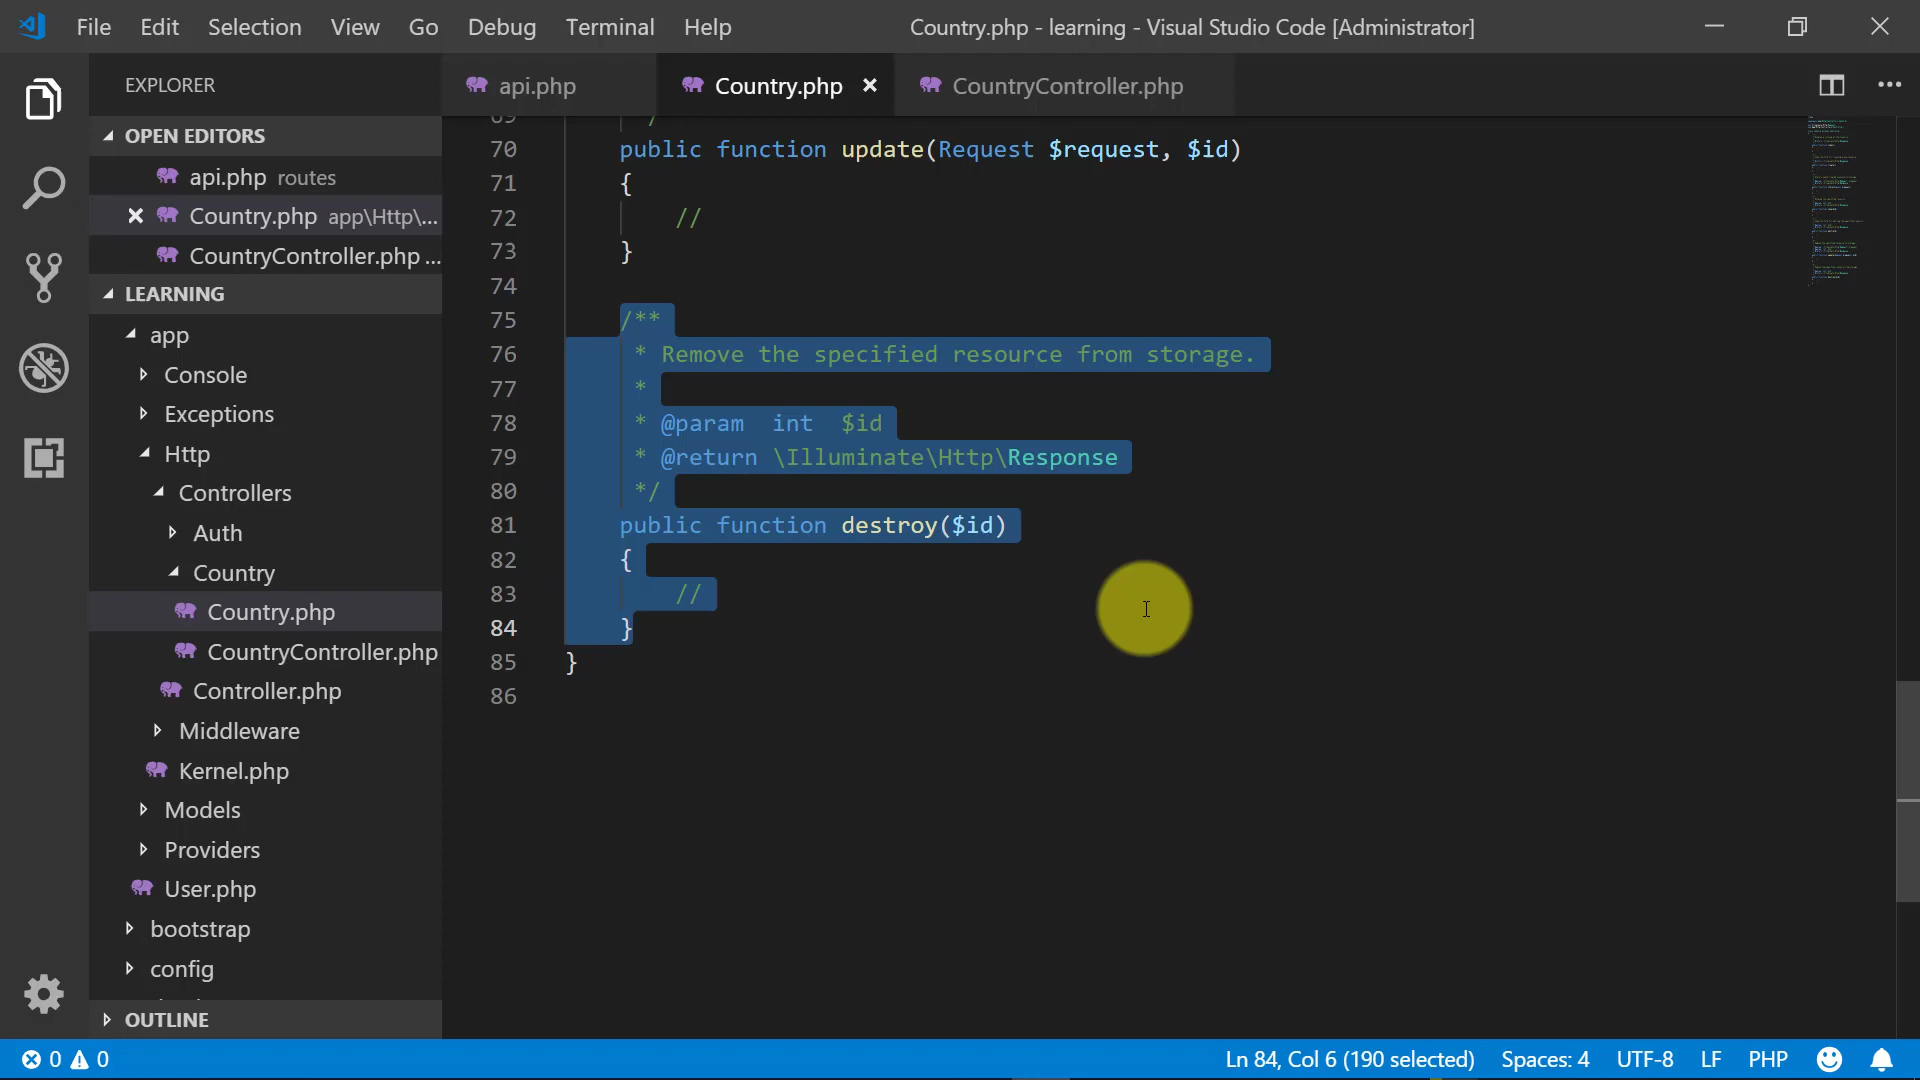 File Edit Selection View Go Debug Terminal Help
Country.php - learning - Visual Studio Code [Administrator]
EXPLORER
OPEN EDITORS
api.php routes
Country.php app\Http\...
CountryController.php ...
LEARNING
app
Console
Exceptions
Http
Controllers
Auth
Country
Country.php
CountryController.php
Controller.php
Middleware
Kernel.php
Models
Providers
User.php
bootstrap
config
OUTLINE
api.php
Country.php
CountryController.php
69
70 public function update(Request $request, $id)
71 {
72 //
73 }
74
75 /**
76 * Remove the specified resource from storage.
77 *
78 * @param int $id
79 * @return \Illuminate\Http\Response
80 */
81 public function destroy($id)
82 {
83 //
84 }
85 }
86
0 0
Ln 84, Col 6 (190 selected) Spaces: 4 UTF-8 LF PHP